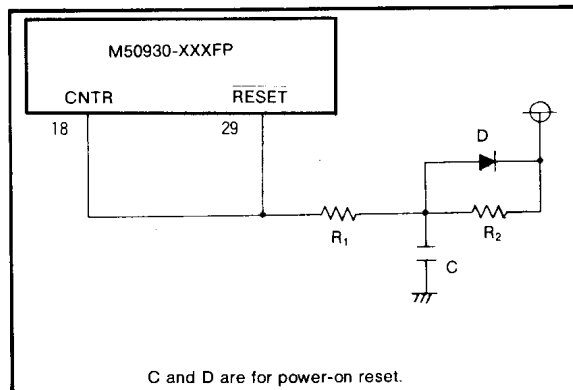 M50930-XXXFP
CNTR RESET
18 29
D
R₁ R₂
C
C and D are for power-on reset.